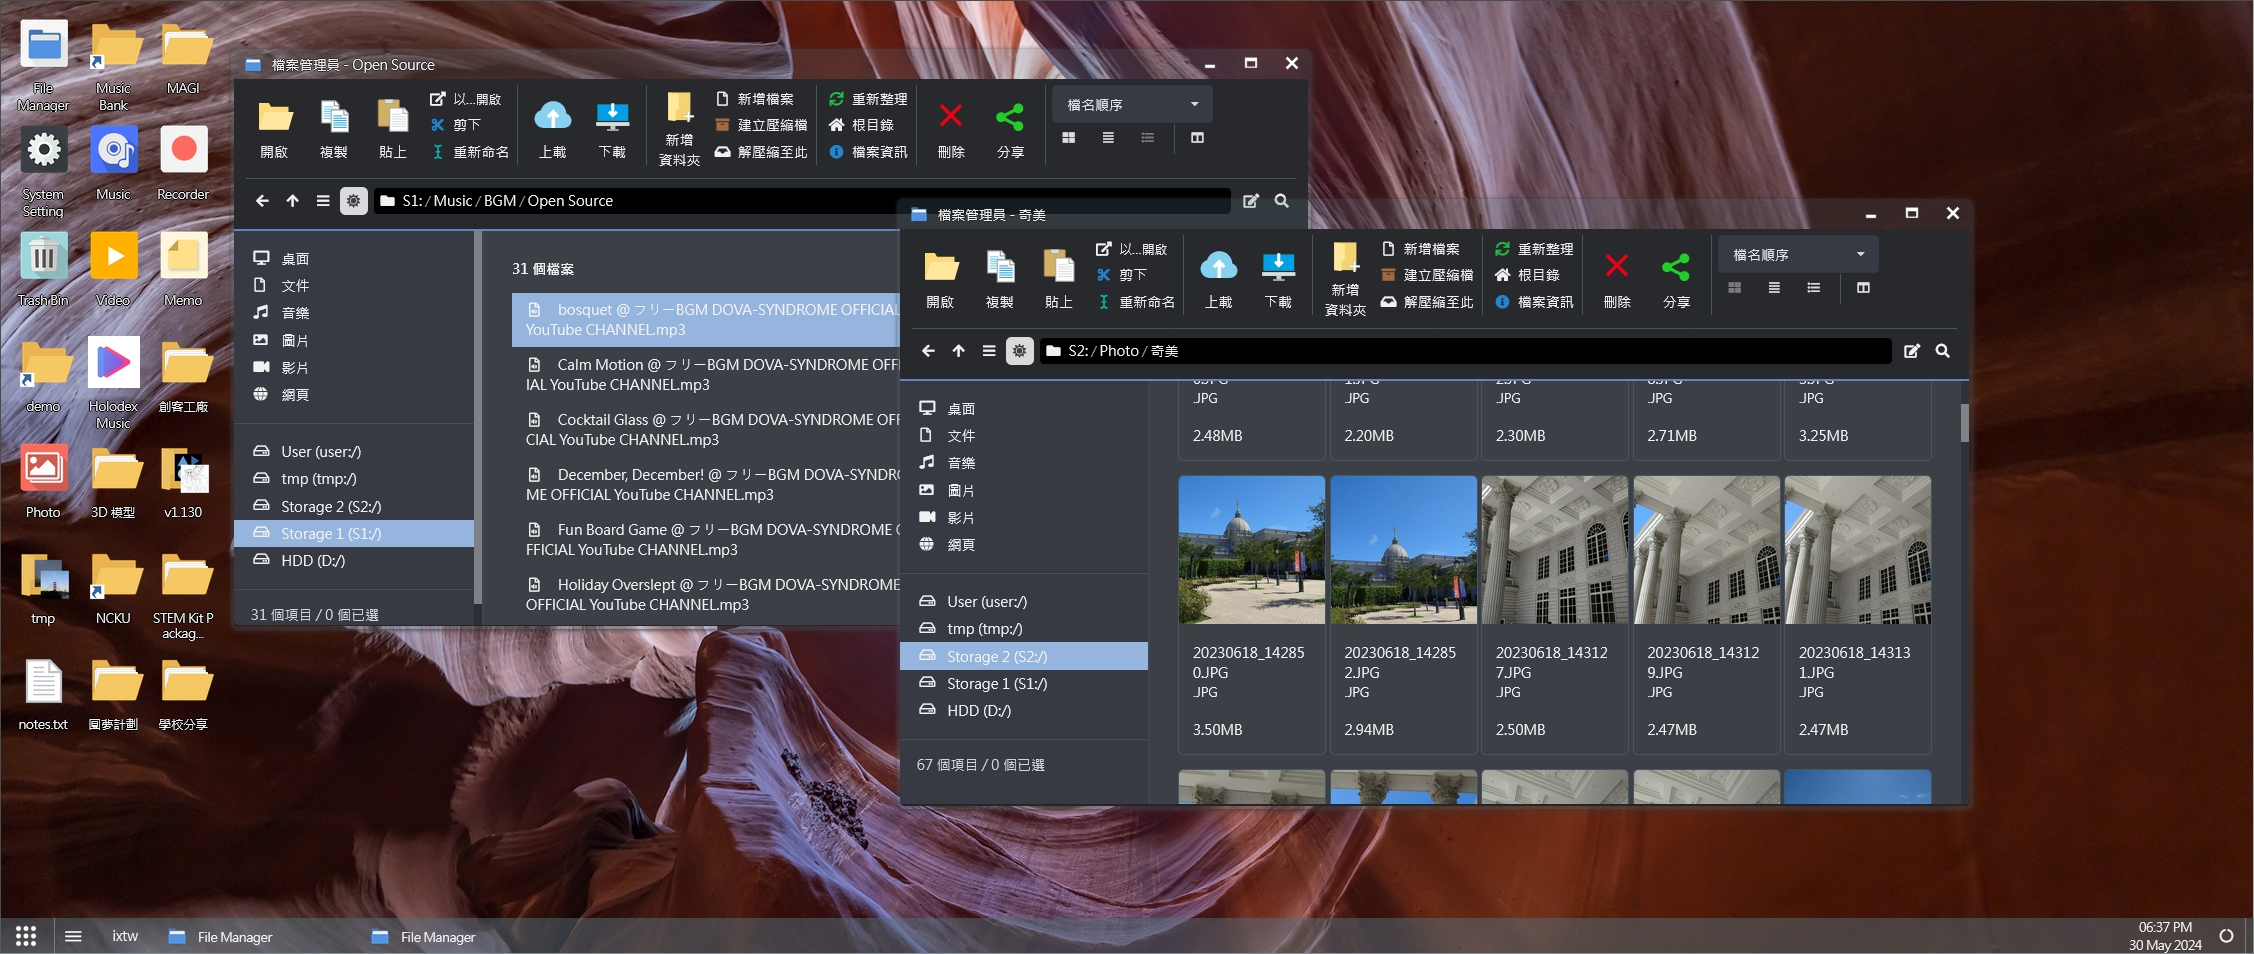 File
Manager
Music
Bank
MAGI
System
Setting
Music
Recorder
Trash Bin
Video
Memo
demo
Holodex
Music
創客工廠
Photo
3D 模型
v1.130
tmp
NCKU
STEM Kit P
ackag...
notes.txt
圓夢計劃
學校分享
檔案管理員 - Open Source
開啟
複製
貼上
以...開啟
剪下
重新命名
上載
下載
新增
資料夾
新增檔案
建立壓縮檔
解壓縮至此
重新整理
根目錄
檔案資訊
刪除
分享
檔名順序
S1: / Music / BGM / Open Source
桌面
文件
音樂
圖片
影片
網頁
User (user:/)
tmp (tmp:/)
Storage 2 (S2:/)
Storage 1 (S1:/)
HDD (D:/)
31 個項目 / 0 個已選
31 個檔案
bosquet @ フリーBGM DOVA-SYNDROME OFFICIAL
YouTube CHANNEL.mp3
Calm Motion @ フリーBGM DOVA-SYNDROME OFF
IAL YouTube CHANNEL.mp3
Cocktail Glass @ フリーBGM DOVA-SYNDROME OFF
CIAL YouTube CHANNEL.mp3
December, December! @ フリーBGM DOVA-SYNDRO
ME OFFICIAL YouTube CHANNEL.mp3
Fun Board Game @ フリーBGM DOVA-SYNDROME O
FFICIAL YouTube CHANNEL.mp3
Holiday Overslept @ フリーBGM DOVA-SYNDROME
OFFICIAL YouTube CHANNEL.mp3
檔案管理員 - 奇美
開啟
複製
貼上
以...開啟
剪下
重新命名
上載
下載
新增
資料夾
新增檔案
建立壓縮檔
解壓縮至此
重新整理
根目錄
檔案資訊
刪除
分享
檔名順序
S2: / Photo / 奇美
桌面
文件
音樂
圖片
影片
網頁
User (user:/)
tmp (tmp:/)
Storage 2 (S2:/)
Storage 1 (S1:/)
HDD (D:/)
67 個項目 / 0 個已選
.JPG
2.48MB
.JPG
2.20MB
.JPG
2.30MB
.JPG
2.71MB
.JPG
3.25MB
20230618_14285
0.JPG
.JPG
3.50MB
20230618_14285
2.JPG
.JPG
2.94MB
20230618_14312
7.JPG
.JPG
2.50MB
20230618_14312
9.JPG
.JPG
2.47MB
20230618_14313
1.JPG
.JPG
2.47MB
ixtw
File Manager
File Manager
06:37 PM
30 May 2024